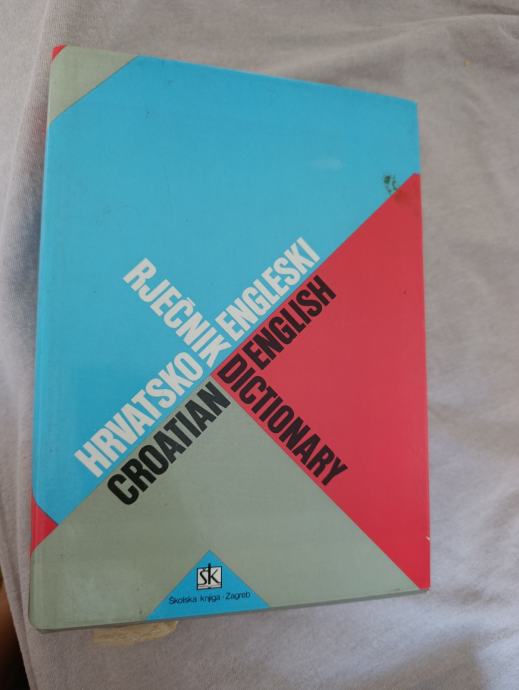 HRVATSKO ENGLESKI
RJEČNIK
CROATIAN ENGLISH
DICTIONARY
ŠK
Školska knjiga · Zagreb